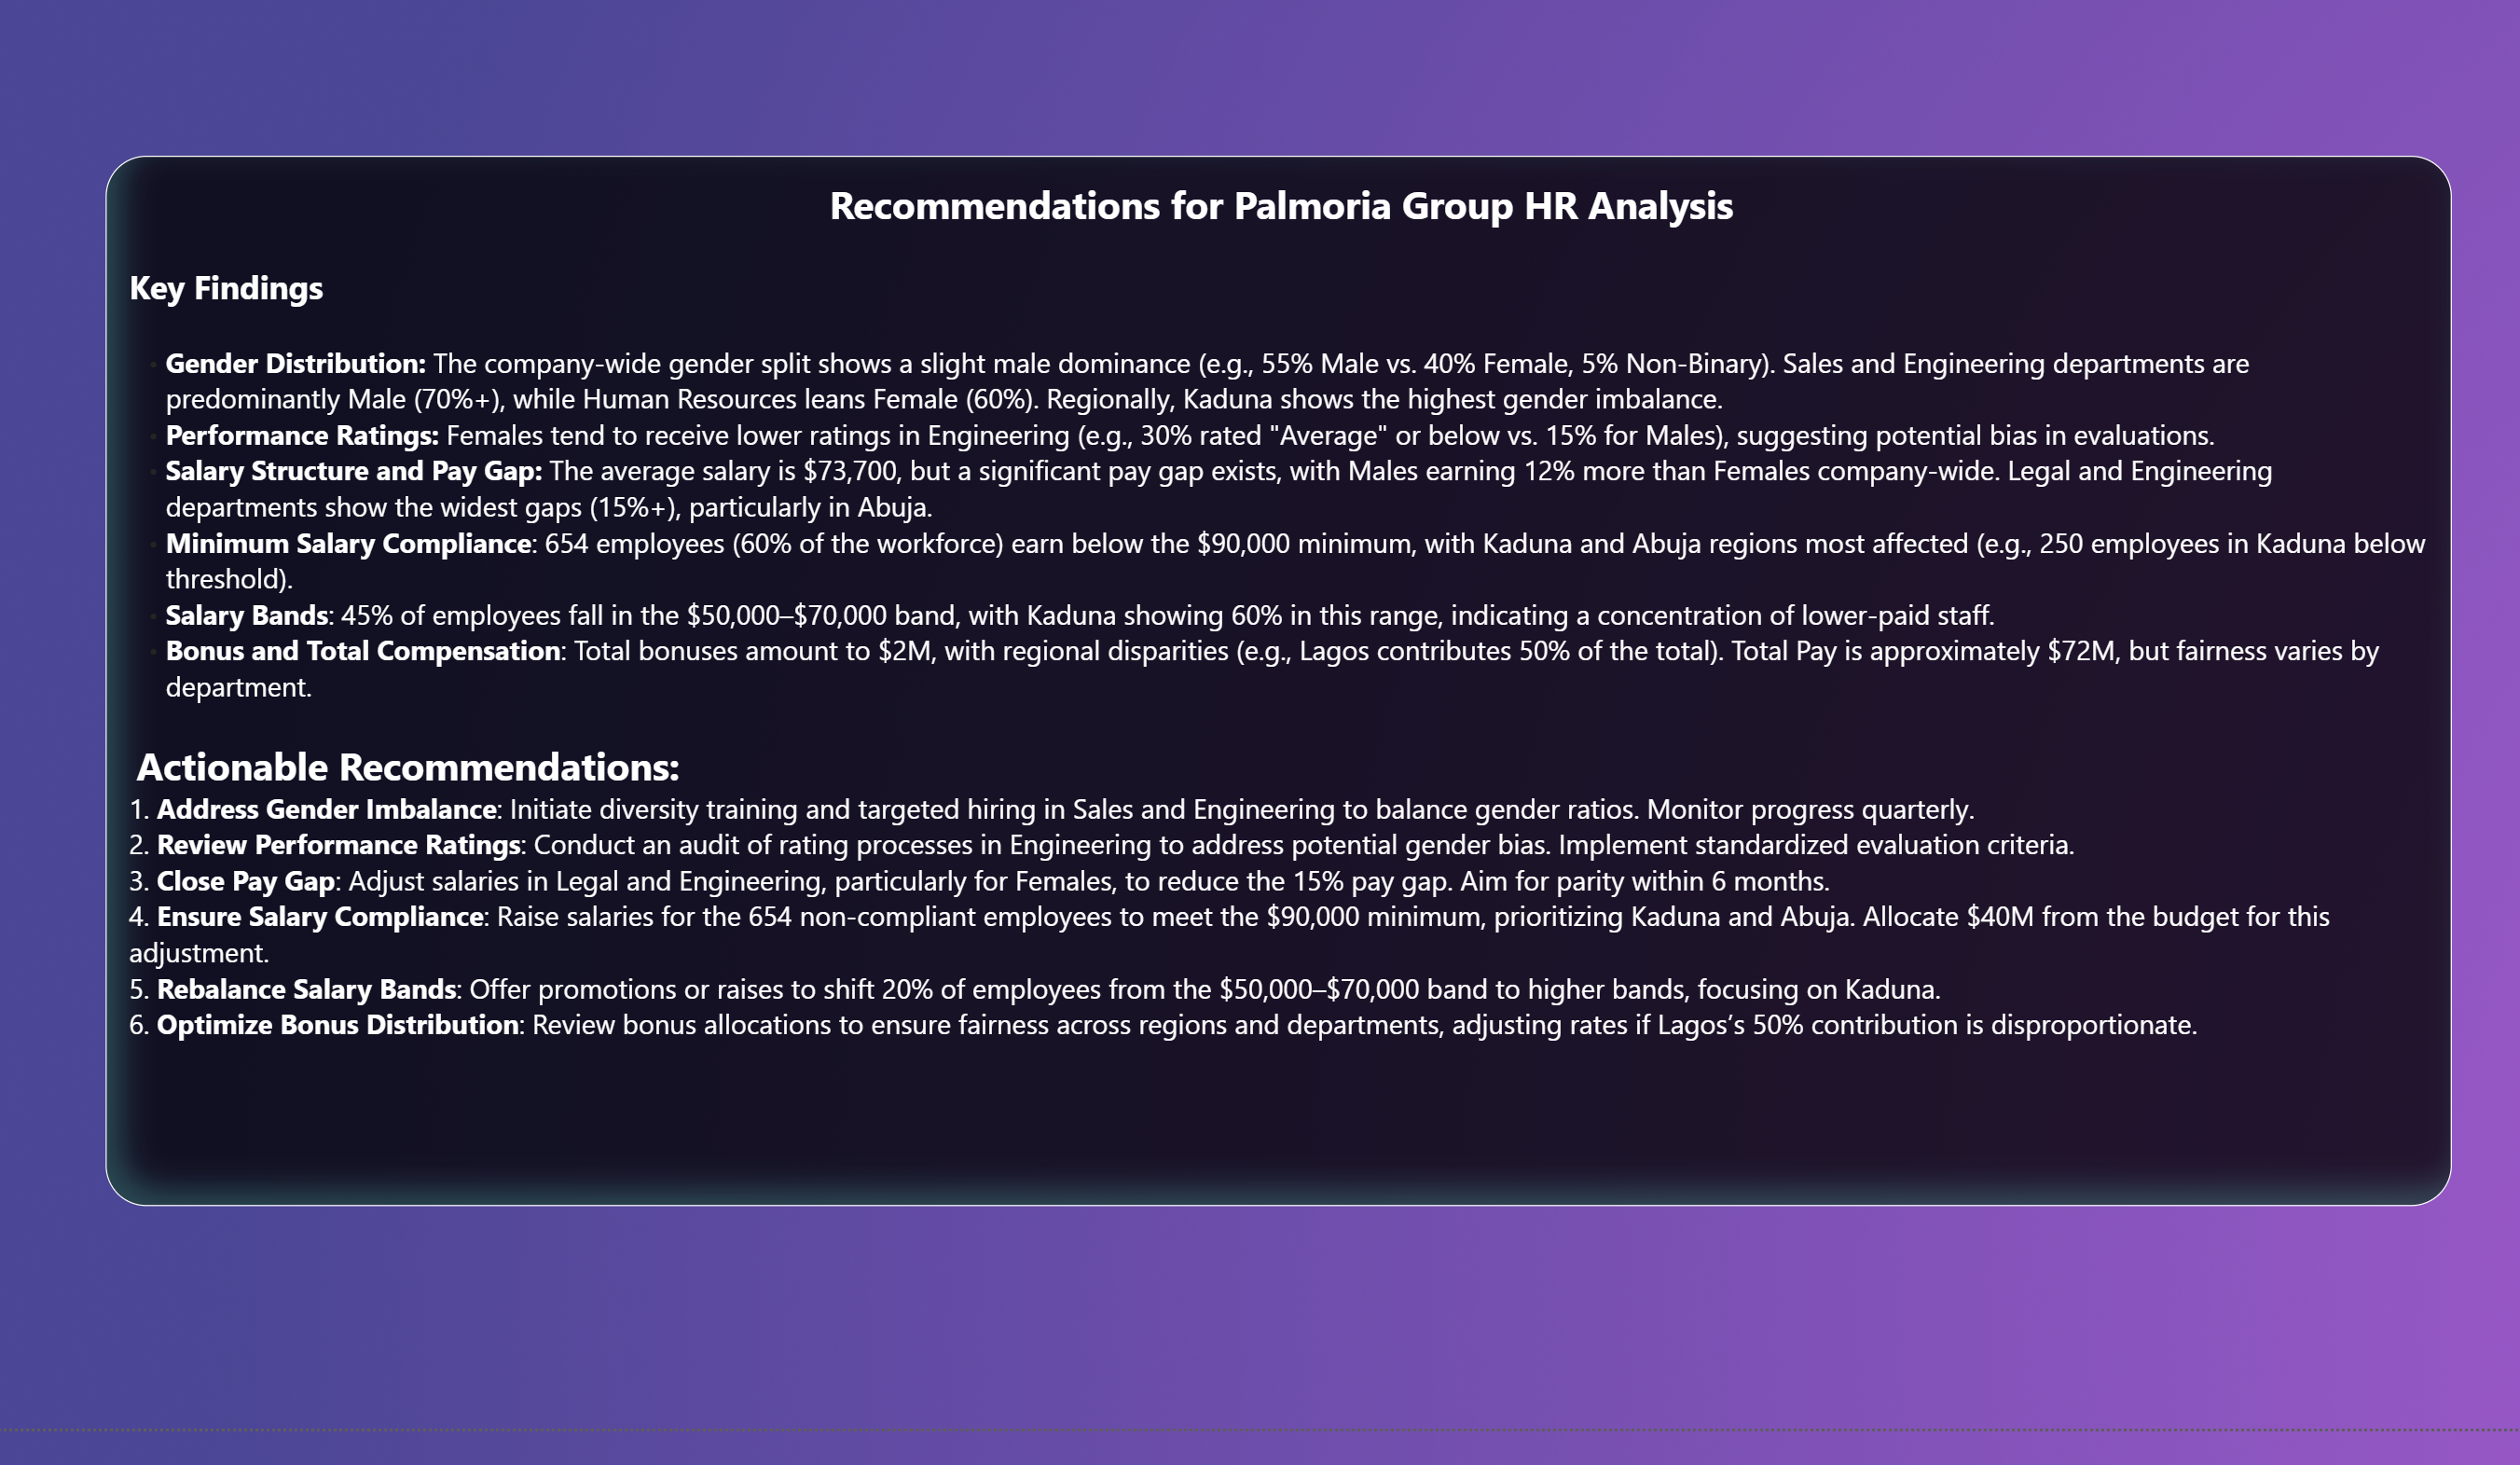 Recommendations for Palmoria Group HR Analysis
Key Findings
Gender Distribution: The company-wide gender split shows a slight male dominance (e.g., 55% Male vs. 40% Female, 5% Non-Binary). Sales and Engineering departments are
predominantly Male (70%+), while Human Resources leans Female (60%). Regionally, Kaduna shows the highest gender imbalance.
Performance Ratings: Females tend to receive lower ratings in Engineering (e.g., 30% rated "Average" or below vs. 15% for Males), suggesting potential bias in evaluations.
Salary Structure and Pay Gap: The average salary is $73,700, but a significant pay gap exists, with Males earning 12% more than Females company-wide. Legal and Engineering
departments show the widest gaps (15%+), particularly in Abuja.
Minimum Salary Compliance: 654 employees (60% of the workforce) earn below the $90,000 minimum, with Kaduna and Abuja regions most affected (e.g., 250 employees in Kaduna below
threshold).
Salary Bands: 45% of employees fall in the $50,000–$70,000 band, with Kaduna showing 60% in this range, indicating a concentration of lower-paid staff.
Bonus and Total Compensation: Total bonuses amount to $2M, with regional disparities (e.g., Lagos contributes 50% of the total). Total Pay is approximately $72M, but fairness varies by
department.
Actionable Recommendations:
1. Address Gender Imbalance: Initiate diversity training and targeted hiring in Sales and Engineering to balance gender ratios. Monitor progress quarterly.
2. Review Performance Ratings: Conduct an audit of rating processes in Engineering to address potential gender bias. Implement standardized evaluation criteria.
3. Close Pay Gap: Adjust salaries in Legal and Engineering, particularly for Females, to reduce the 15% pay gap. Aim for parity within 6 months.
4. Ensure Salary Compliance: Raise salaries for the 654 non-compliant employees to meet the $90,000 minimum, prioritizing Kaduna and Abuja. Allocate $40M from the budget for this
adjustment.
5. Rebalance Salary Bands: Offer promotions or raises to shift 20% of employees from the $50,000–$70,000 band to higher bands, focusing on Kaduna.
6. Optimize Bonus Distribution: Review bonus allocations to ensure fairness across regions and departments, adjusting rates if Lagos’s 50% contribution is disproportionate.